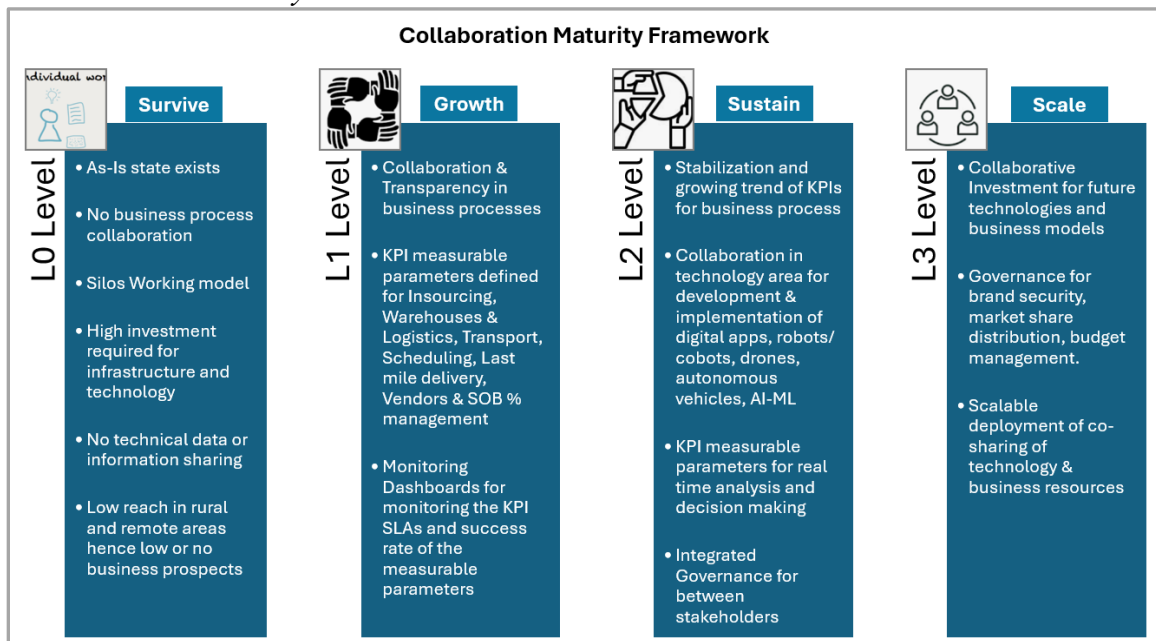 Collaboration Maturity Framework
ndividual wor
Survive
L0 Level
• As-Is state exists
• No business process
collaboration
• Silos Working model
• High investment
required for
infrastructure and
technology
• No technical data or
information sharing
• Low reach in rural
and remote areas
hence low or no
business prospects
Growth
L1 Level
• Collaboration &
Transparency in
business processes
• KPI measurable
parameters defined
for Insourcing,
Warehouses &
Logistics, Transport,
Scheduling, Last
mile delivery,
Vendors & SOB %
management
• Monitoring
Dashboards for
monitoring the KPI
SLAs and success
rate of the
measurable
parameters
Sustain
L2 Level
• Stabilization and
growing trend of KPIs
for business process
• Collaboration in
technology area for
development &
implementation of
digital apps, robots/
cobots, drones,
autonomous
vehicles, AI-ML
• KPI measurable
parameters for real
time analysis and
decision making
• Integrated
Governance for
between
stakeholders
Scale
L3 Level
• Collaborative
Investment for future
technologies and
business models
• Governance for
brand security,
market share
distribution, budget
management.
• Scalable
deployment of co-
sharing of
technology &
business resources